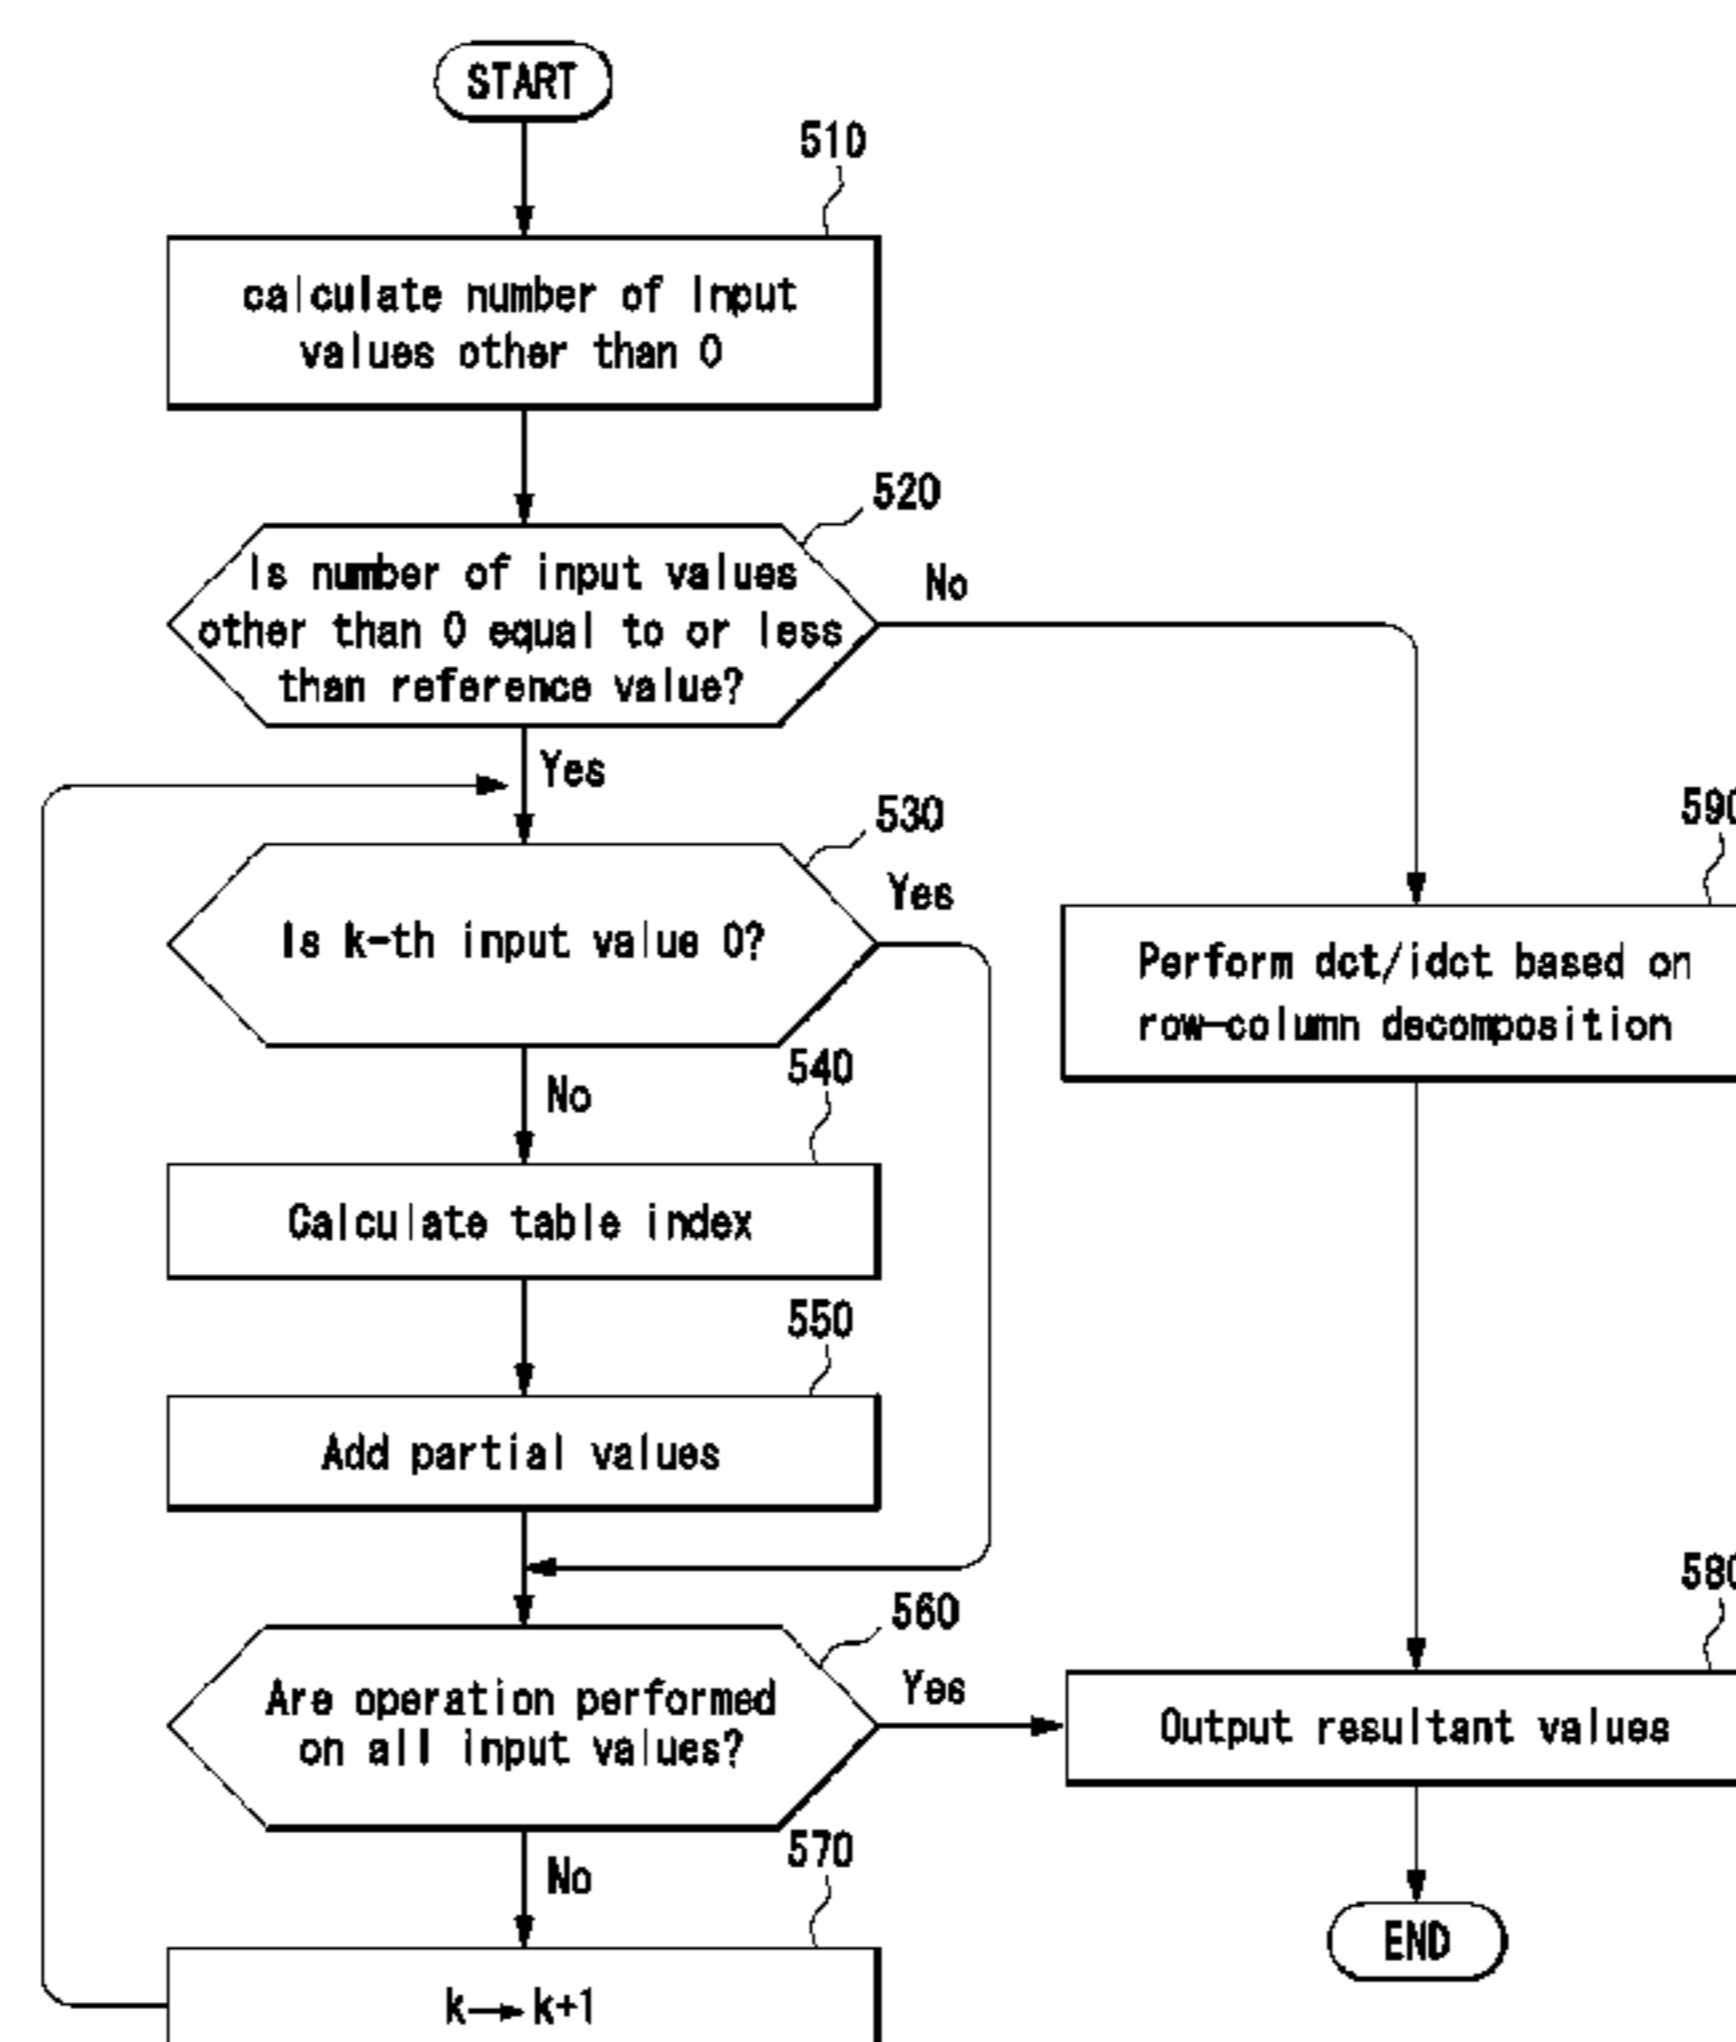 START
510
calculate number of input
values other than 0
520
Is number of input values
other than 0 equal to or less
than reference value?
No
Yes
530
Is k-th input value 0?
Yes
590
Perform dct/idct based on
row-column decomposition
No
540
Calculate table index
550
Add partial values
560
Are operation performed
on all input values?
Yes
580
Output resultant values
No
570
k→k+1
END